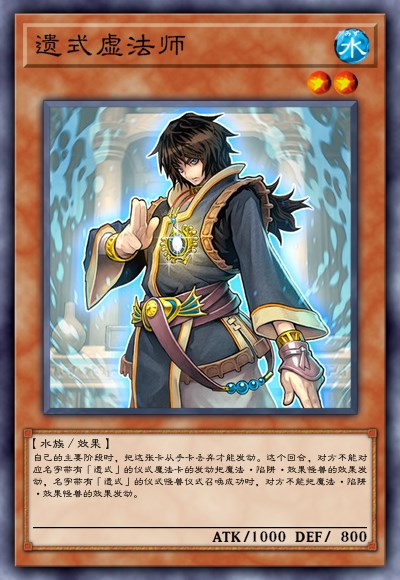 遗式虚法师
水
【水族／效果】
自己的主要阶段时，把这张卡从手卡丢弃才能发动。这个回合，对方不能对
应名字带有「遗式」的仪式魔法卡的发动把魔法·陷阱·效果怪兽的效果发
动，名字带有「遗式」的仪式怪兽仪式召唤成功时，对方不能把魔法·陷阱
·效果怪兽的效果发动。
ATK/1000 DEF/ 800